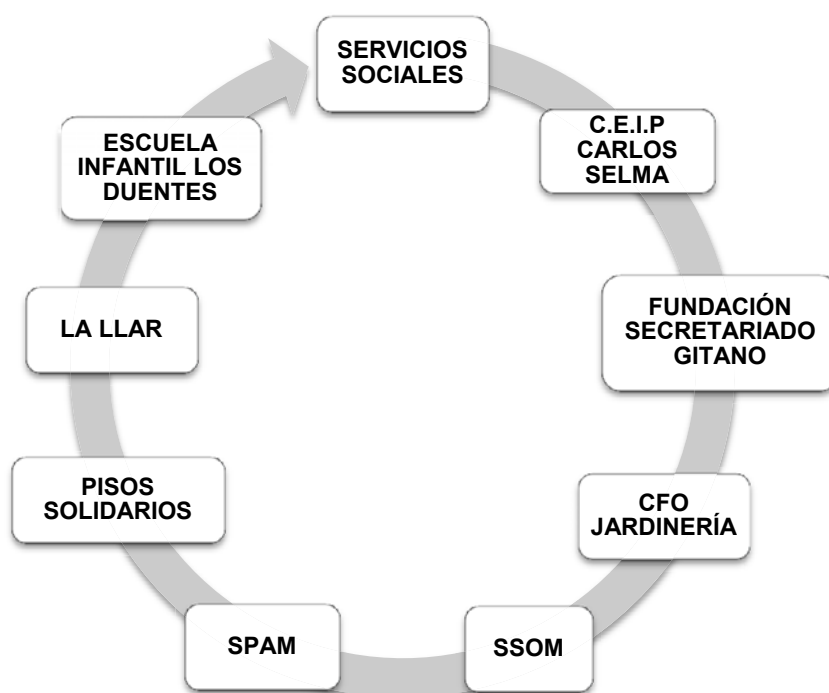 SERVICIOS
SOCIALES
C.E.I.P
CARLOS
SELMA
FUNDACIÓN
SECRETARIADO
GITANO
CFO
JARDINERÍA
SSOM
SPAM
PISOS
SOLIDARIOS
LA LLAR
ESCUELA
INFANTIL LOS
DUENTES